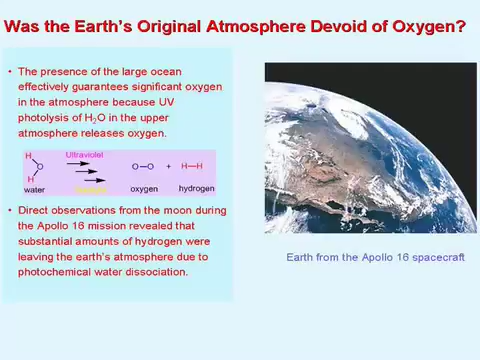 Was the Earth's Original Atmosphere Devoid of Oxygen?
• The presence of the large ocean
effectively guarantees significant oxygen
in the atmosphere because UV
photolysis of H2O in the upper
atmosphere releases oxygen.
H Ultraviolet
O O—O + H—H
H
water oxygen hydrogen
• Direct observations from the moon during
the Apollo 16 mission revealed that
substantial amounts of hydrogen were
leaving the earth's atmosphere due to
photochemical water dissociation.
Earth from the Apollo 16 spacecraft